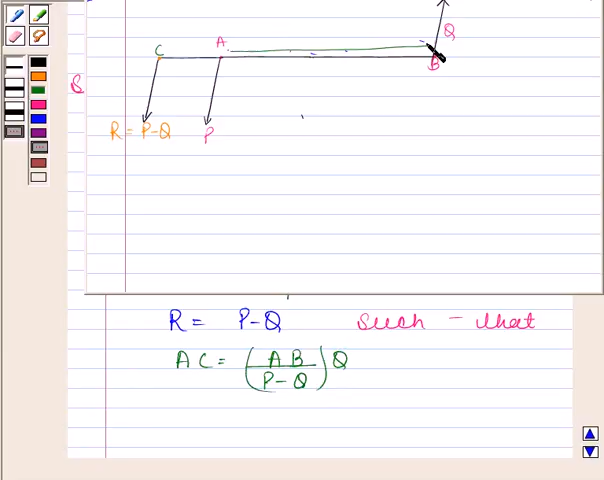 Q
C A
B
S
R = P-Q P
R = P-Q Such - that
AC = (AB / P-Q) Q